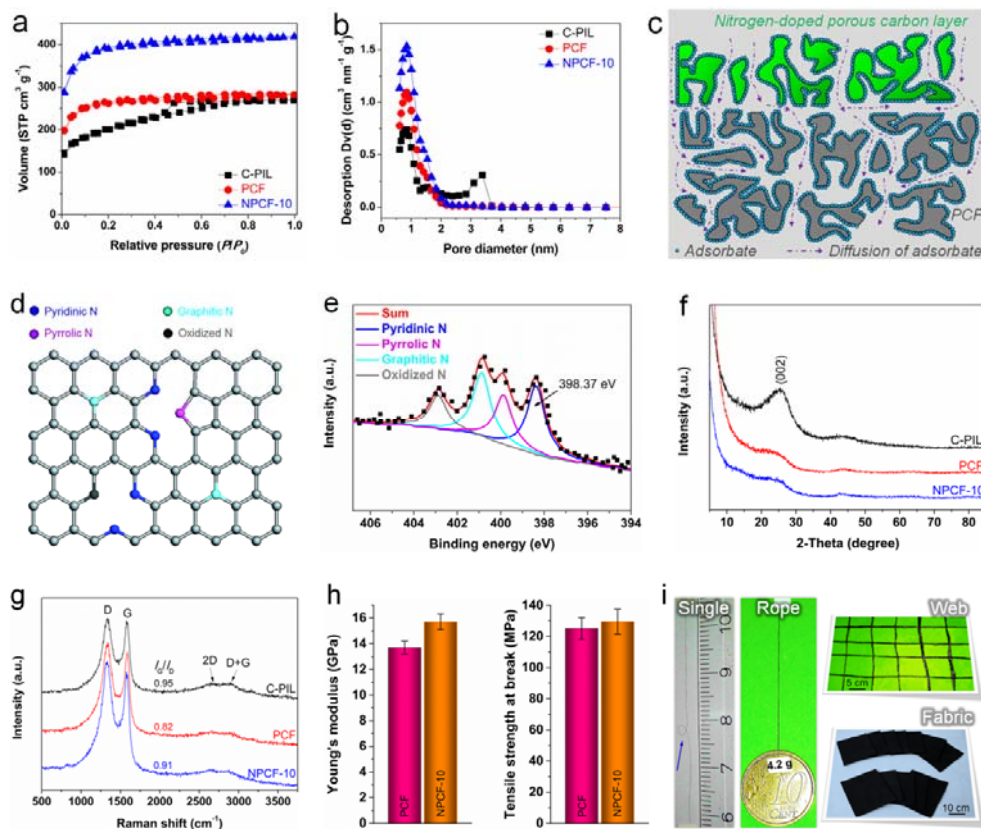 a
Volume (STP cm³ g⁻¹)
400
300
200
100
0
0.0 0.2 0.4 0.6 0.8 1.0
Relative pressure (P/P₀)
C-PIL
PCF
NPCF-10
b
Desorption Dv(d) (cm³ nm⁻¹ g⁻¹)
1.5
1.0
0.5
0.0
0 1 2 3 4 5 6 7 8
Pore diameter (nm)
C-PIL
PCF
NPCF-10
c
Nitrogen-doped porous carbon layer
PCF
Adsorbate
Diffusion of adsorbate
d
Pyridinic N
Graphitic N
Pyrrolic N
Oxidized N
e
Intensity (a.u.)
Sum
Pyridinic N
Pyrrolic N
Graphitic N
Oxidized N
398.37 eV
406 404 402 400 398 396 394
Binding energy (eV)
f
Intensity (a.u.)
(002)
C-PIL
PCF
NPCF-10
10 20 30 40 50 60 70 80
2-Theta (degree)
g
Intensity (a.u.)
D
G
I_G/I_D
2D
D+G
0.95
C-PIL
0.82
PCF
0.91
NPCF-10
500 1000 1500 2000 2500 3000 3500
Raman shift (cm⁻¹)
h
Young's modulus (GPa)
18
16
14
12
10
8
6
4
2
0
PCF
NPCF-10
Tensile strength at break (MPa)
140
120
100
80
60
40
20
0
PCF
NPCF-10
i
Single
10
9
8
7
6
Rope
4.2 g
10
CENT
Web
5 cm
Fabric
10 cm